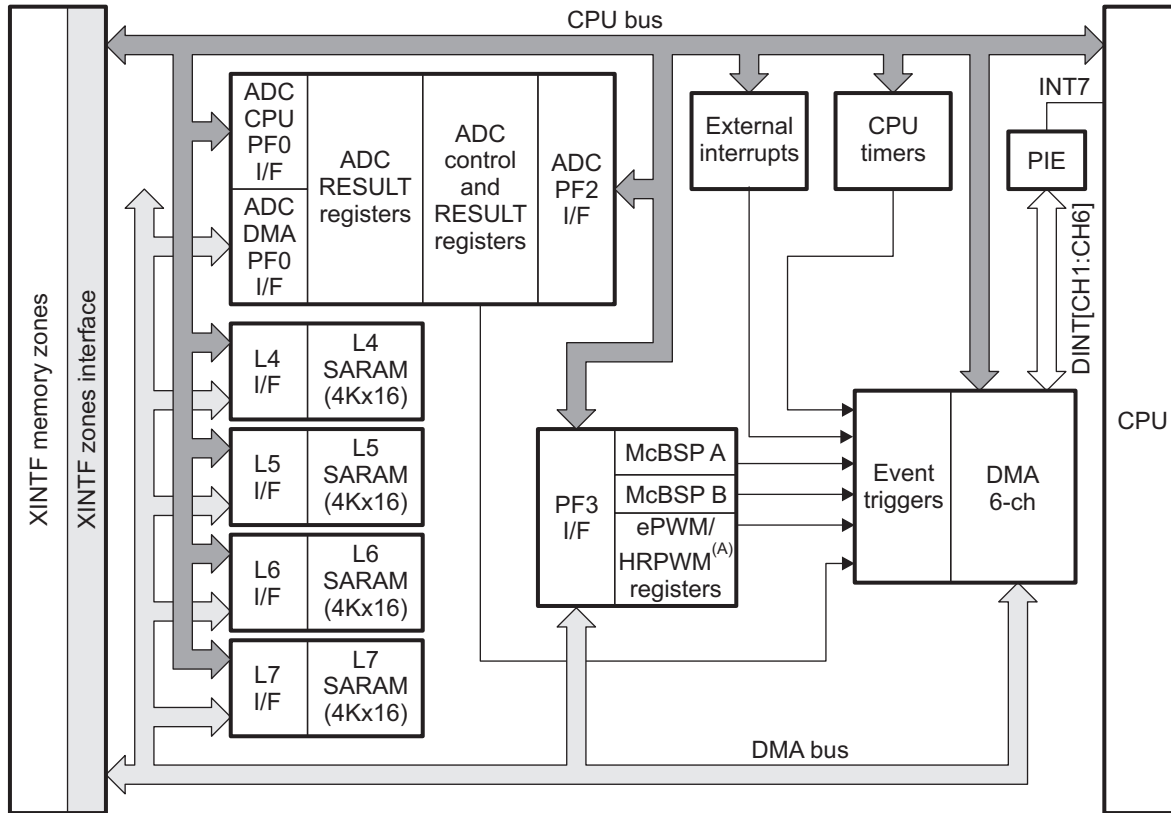 CPU bus
INT7
ADC
CPU
PF0
I/F
ADC
DMA
PF0
I/F
ADC
RESULT
registers
ADC
control
and
RESULT
registers
ADC
PF2
I/F
External
interrupts
CPU
timers
PIE
DINT[CH1:CH6]
CPU
XINTF memory zones
XINTF zones interface
L4
I/F
L4
SARAM
(4Kx16)
L5
I/F
L5
SARAM
(4Kx16)
L6
I/F
L6
SARAM
(4Kx16)
L7
I/F
L7
SARAM
(4Kx16)
PF3
I/F
McBSP A
McBSP B
ePWM/
HRPWM(A)
registers
Event
triggers
DMA
6-ch
DMA bus